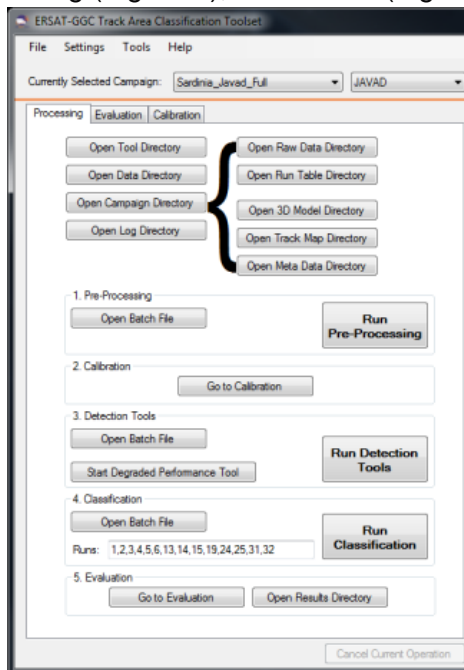 ERSAT-GGC Track Area Classification Toolset
File Settings Tools Help
Currently Selected Campaign: Sardinia_Javad_Full JAVAD
Processing Evaluation Calibration
Open Tool Directory Open Raw Data Directory
Open Data Directory Open Run Table Directory
Open Campaign Directory Open 3D Model Directory
Open Log Directory Open Track Map Directory
Open Meta Data Directory
1. Pre-Processing
Open Batch File Run Pre-Processing
2. Calibration
Go to Calibration
3. Detection Tools
Open Batch File
Start Degraded Performance Tool Run Detection Tools
4. Classification
Open Batch File Run Classification
Runs: 1,2,3,4,5,6,13,14,15,19,24,25,31,32
5. Evaluation
Go to Evaluation Open Results Directory
Cancel Current Operation